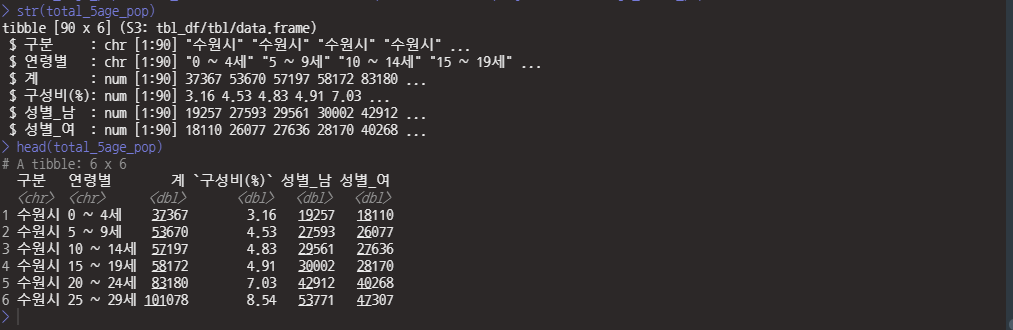 > str(total_5age_pop)
tibble [90 x 6] (S3: tbl_df/tbl/data.frame)
$ 구분 : chr [1:90] "수원시" "수원시" "수원시" "수원시" ...
$ 연령별 : chr [1:90] "0 ~ 4세" "5 ~ 9세" "10 ~ 14세" "15 ~ 19세" ...
$ 계 : num [1:90] 37367 53670 57197 58172 83180 ...
$ 구성비(%): num [1:90] 3.16 4.53 4.83 4.91 7.03 ...
$ 성별_남 : num [1:90] 19257 27593 29561 30002 42912 ...
$ 성별_여 : num [1:90] 18110 26077 27636 28170 40268 ...
> head(total_5age_pop)
# A tibble: 6 x 6
구분 연령별 계 `구성비(%)` 성별_남 성별_여
<chr> <chr> <dbl> <dbl> <dbl> <dbl>
1 수원시 0 ~ 4세 37367 3.16 19257 18110
2 수원시 5 ~ 9세 53670 4.53 27593 26077
3 수원시 10 ~ 14세 57197 4.83 29561 27636
4 수원시 15 ~ 19세 58172 4.91 30002 28170
5 수원시 20 ~ 24세 83180 7.03 42912 40268
6 수원시 25 ~ 29세 101078 8.54 53771 47307
>